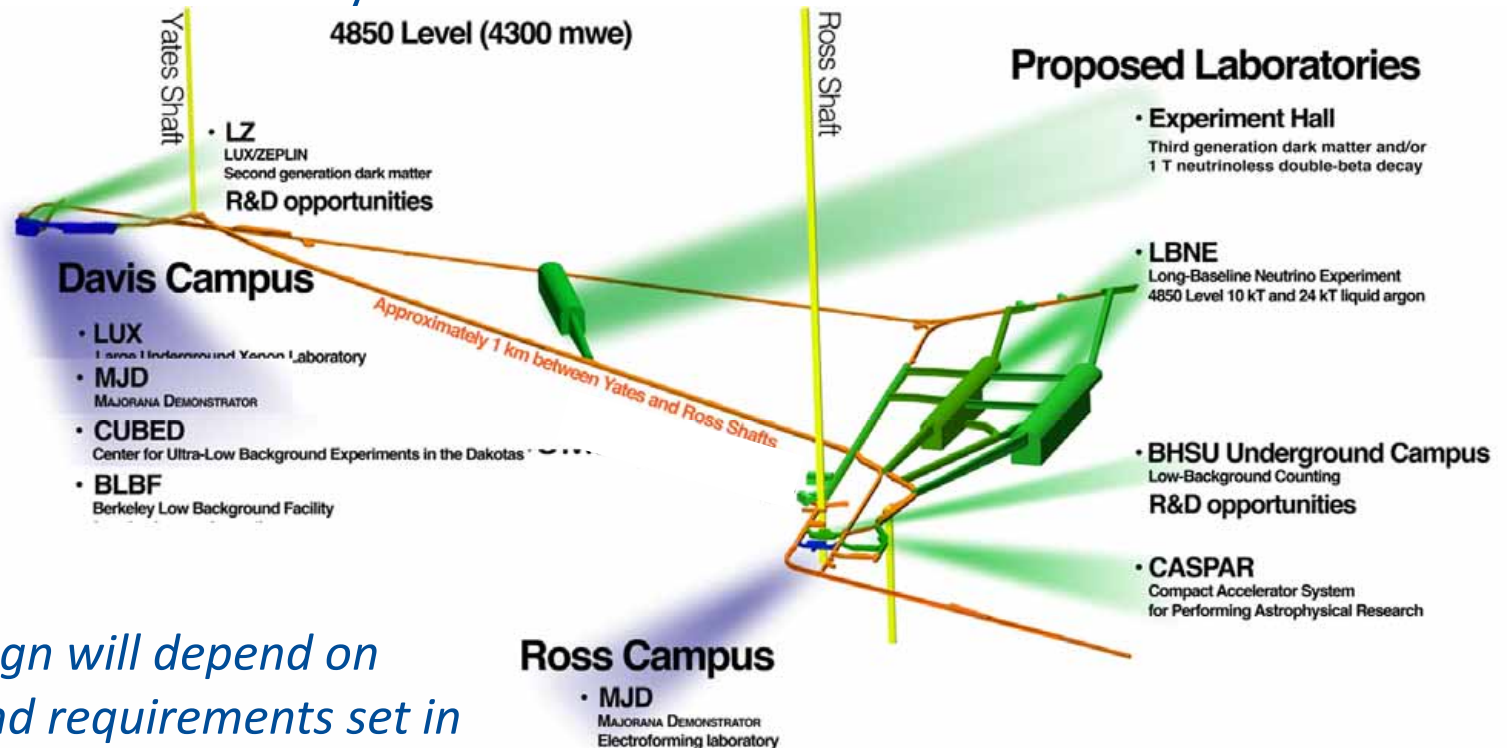 4850 Level (4300 mwe)
Yates Shaft
Ross Shaft
Proposed Laboratories
• Experiment Hall
Third generation dark matter and/or
1 T neutrinoless double-beta decay
• LZ
LUX/ZEPLIN
Second generation dark matter
R&D opportunities
• LBNE
Long-Baseline Neutrino Experiment
4850 Level 10 kT and 24 kT liquid argon
Davis Campus
• LUX
Large Underground Xenon Laboratory
• MJD
MAJORANA DEMONSTRATOR
• CUBED
Center for Ultra-Low Background Experiments in the Dakotas
• BLBF
Berkeley Low Background Facility
Approximately 1 km between Yates and Ross Shafts
• BHSU Underground Campus
Low-Background Counting
R&D opportunities
• CASPAR
Compact Accelerator System
for Performing Astrophysical Research
Ross Campus
• MJD
MAJORANA DEMONSTRATOR
Electroforming laboratory
gn will depend on
nd requirements set in